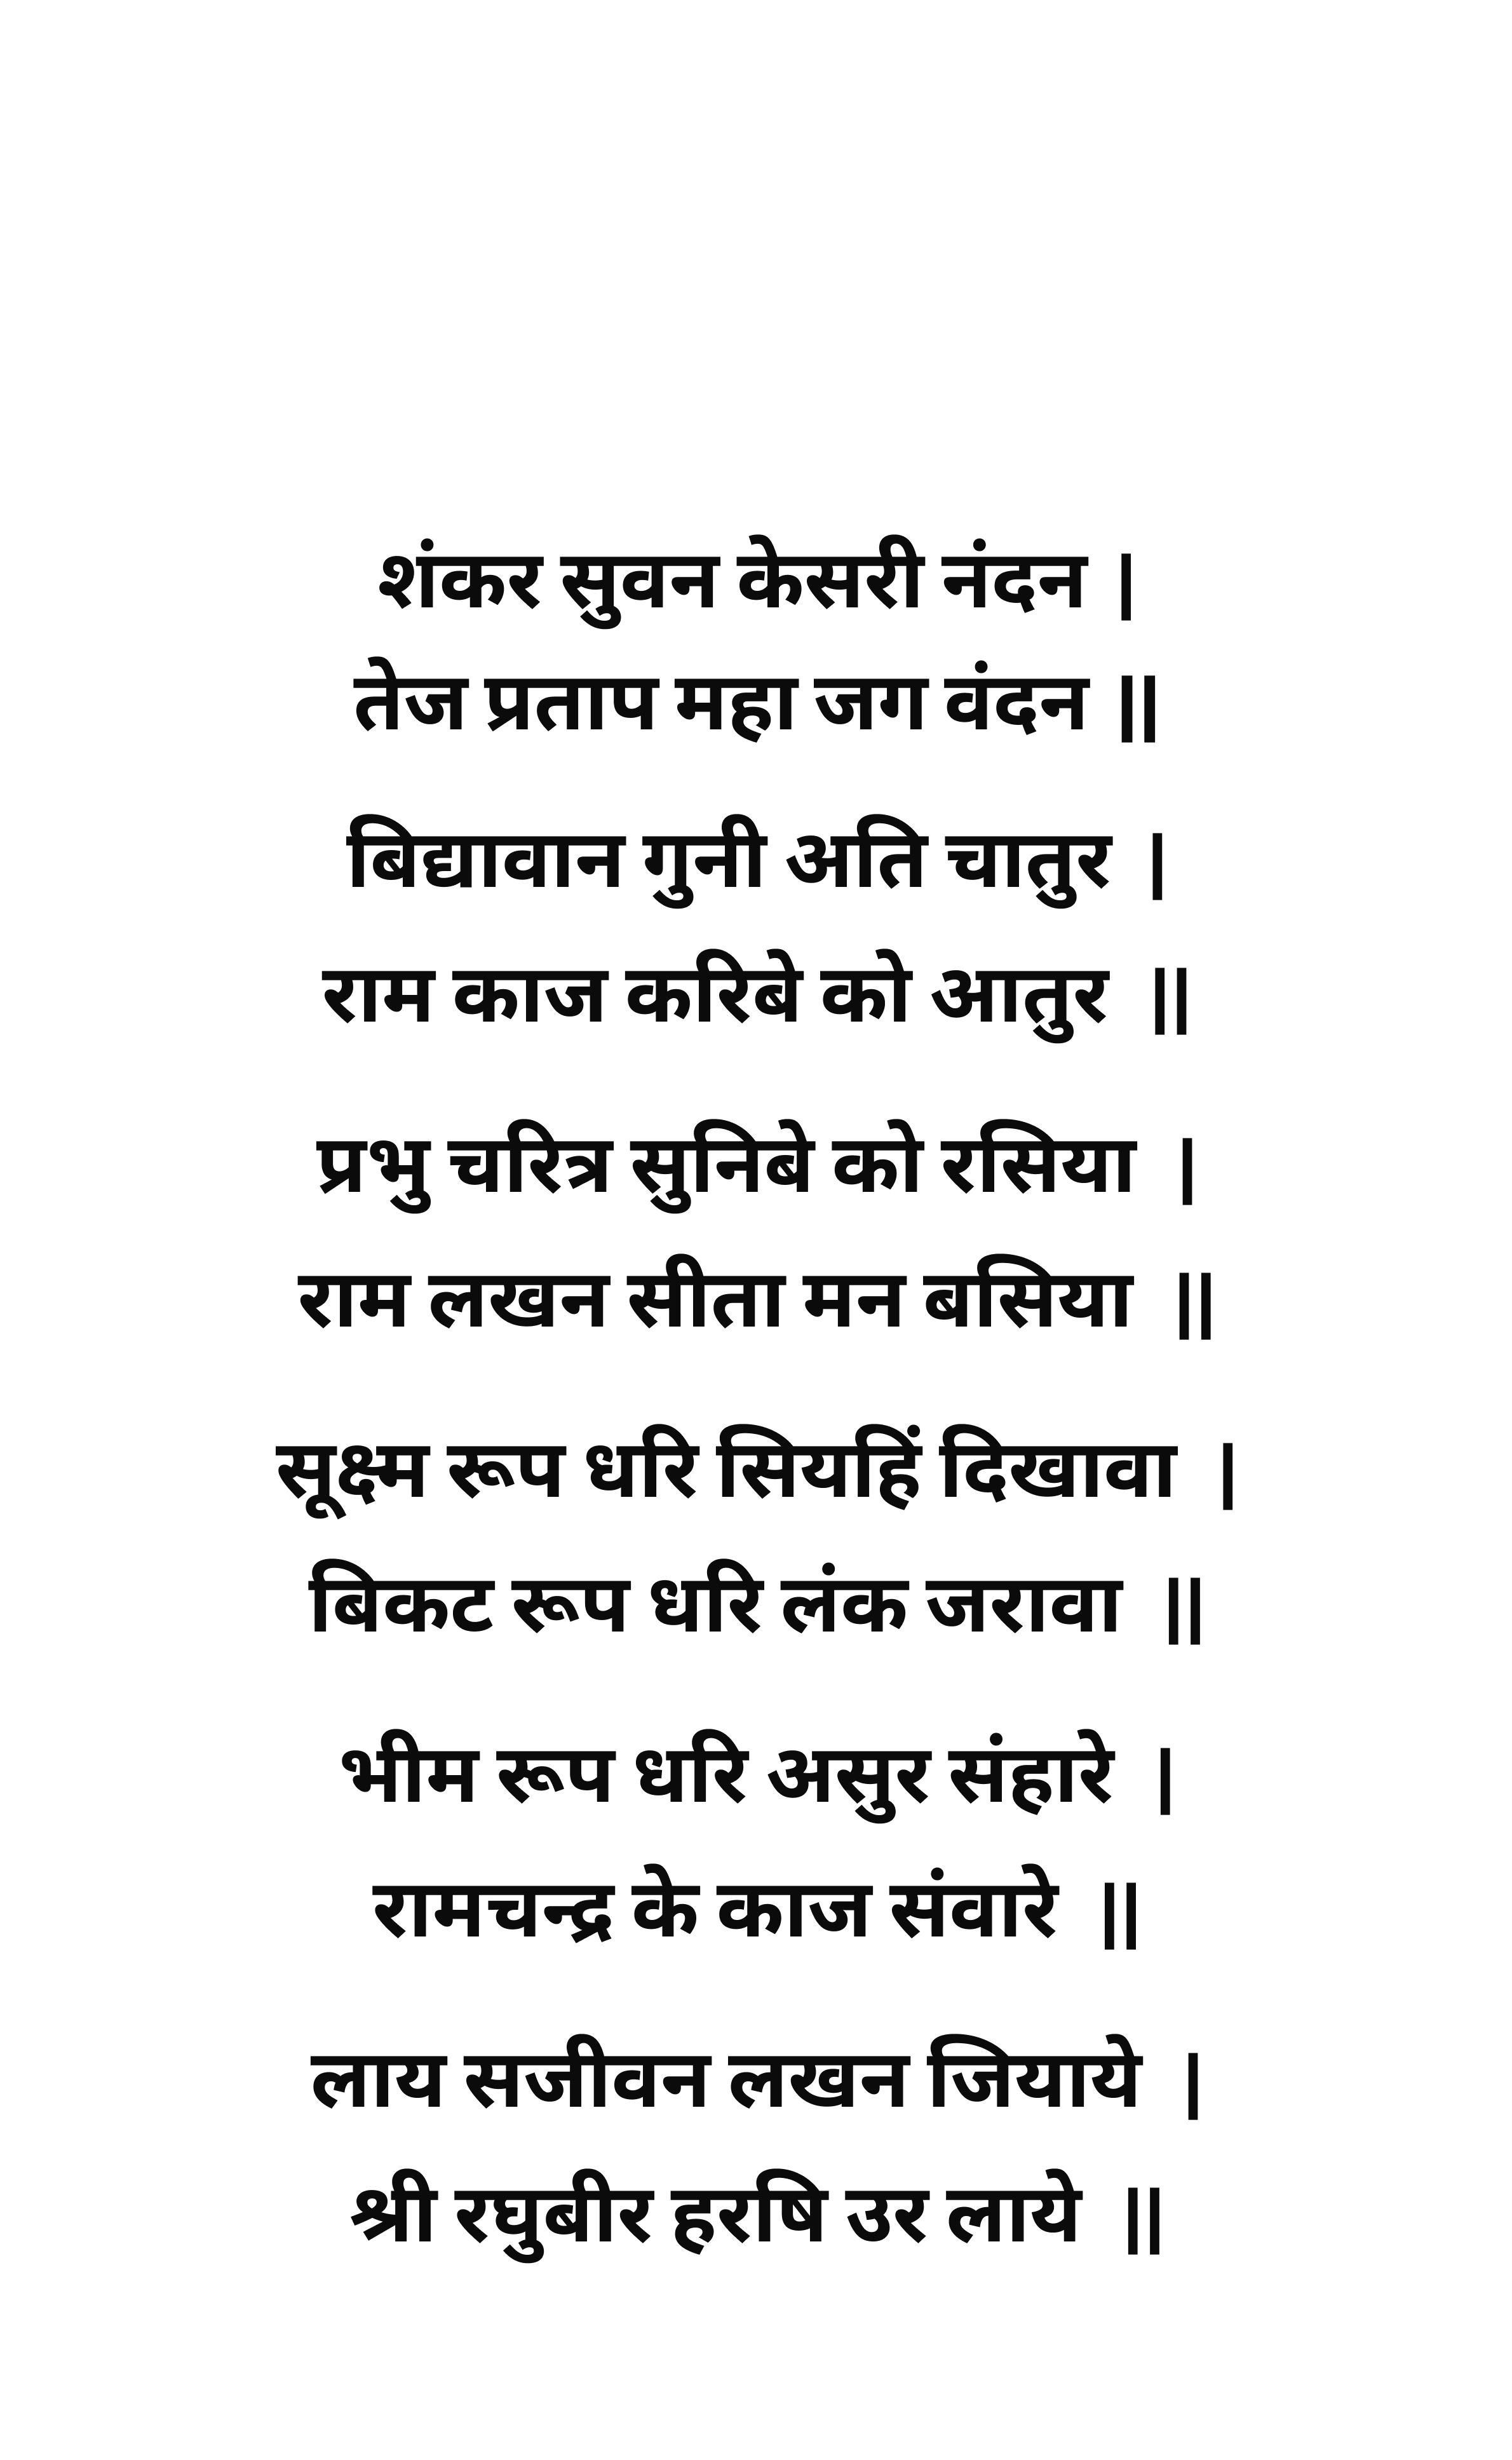 शंकर सुवन केसरी नंदन |
तेज प्रताप महा जग वंदन ||
बिद्यावान गुनी अति चातुर |
राम काज करिबे को आतुर ||
प्रभु चरित्र सुनिबे को रसिया |
राम लखन सीता मन बसिया ||
सूक्ष्म रूप धरि सियहिं दिखावा |
बिकट रूप धरि लंक जरावा ||
भीम रूप धरि असुर संहारे |
रामचन्द्र के काज संवारे ||
लाय सजीवन लखन जियाये |
श्री रघुबीर हरषि उर लाये ||